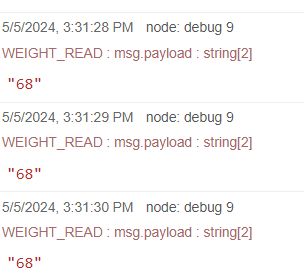 5/5/2024, 3:31:28 PM node: debug 9
WEIGHT_READ : msg.payload : string[2]
"68"
5/5/2024, 3:31:29 PM node: debug 9
WEIGHT_READ : msg.payload : string[2]
"68"
5/5/2024, 3:31:30 PM node: debug 9
WEIGHT_READ : msg.payload : string[2]
"68"